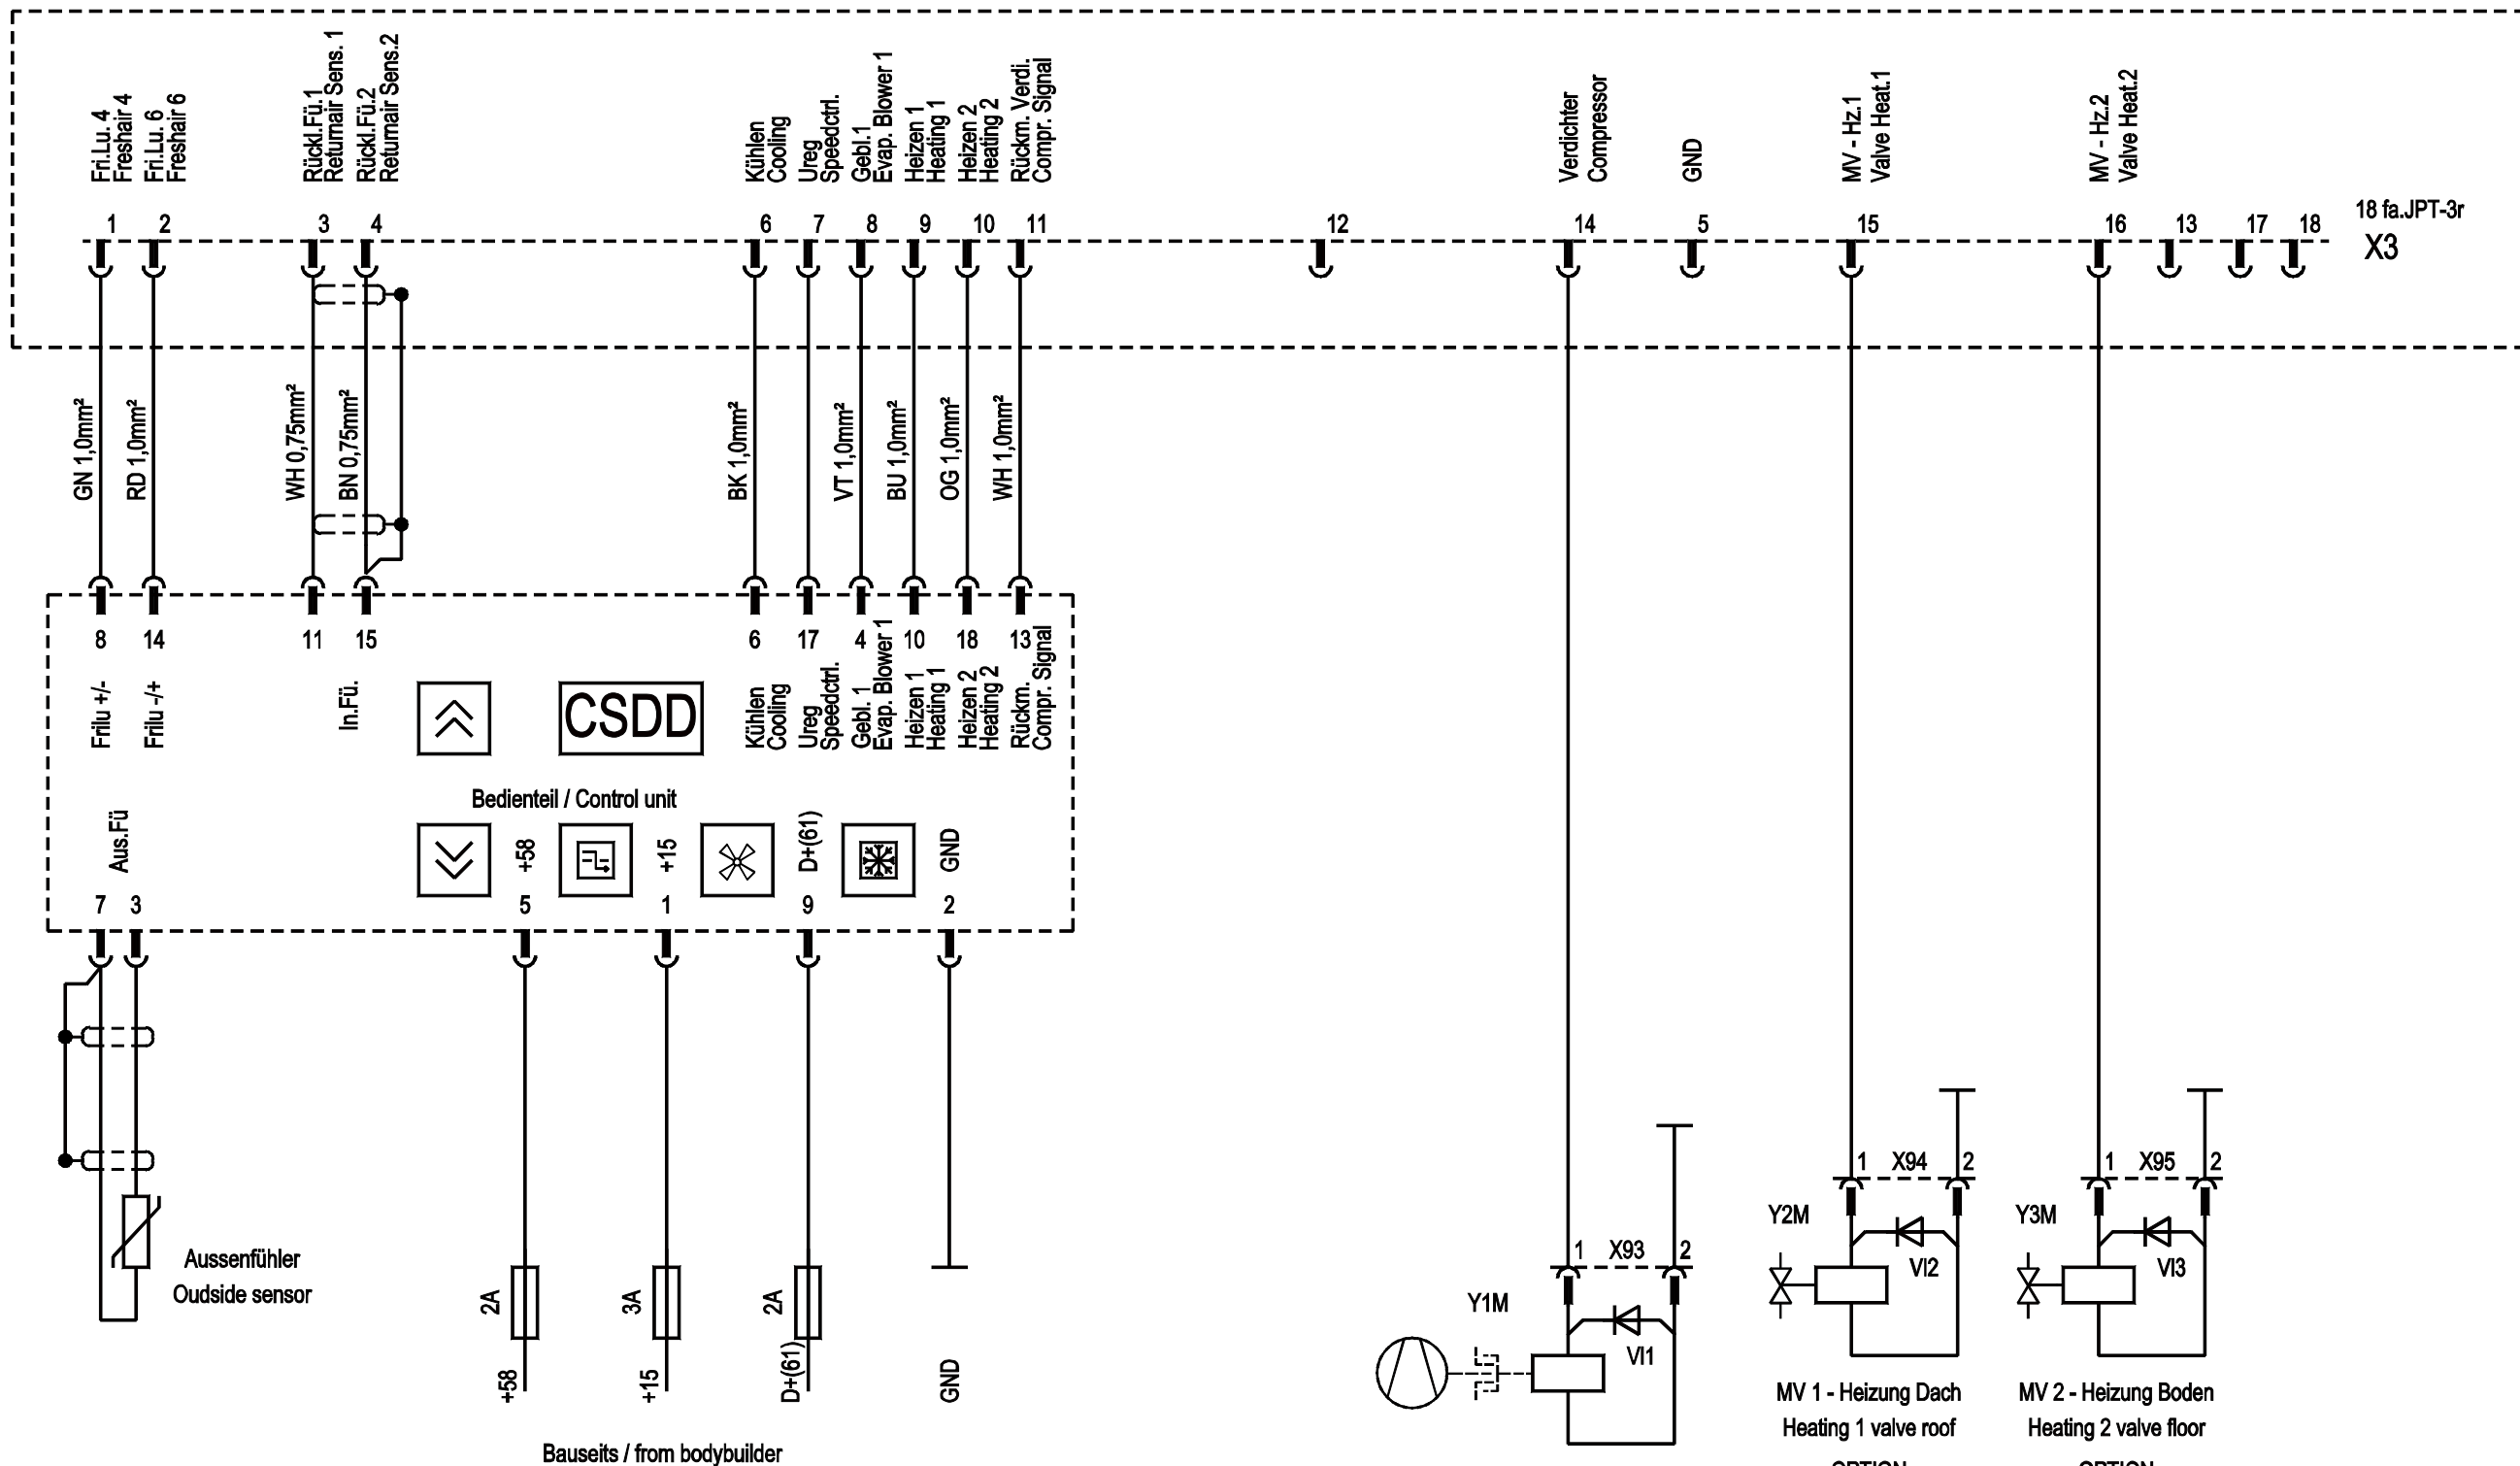 Fri.Lu. 4
Freshair 4
Fri.Lu. 6
Freshair 6
Rückl.Fü.1
Returnair Sens. 1
Rückl.Fü.2
Returnair Sens.2
Kühlen
Cooling
Ureg
Speedctrl.
Gebl.1
Evap. Blower 1
Heizen 1
Heating 1
Heizen 2
Heating 2
Rückm. Verdi.
Compr. Signal
Verdichter
Compressor
GND
MV - Hz.1
Valve Heat.1
MV - Hz.2
Valve Heat.2
1 2 3 4 6 7 8 9 10 11 12 14 5 15 16 13 17 18
18 fa.JPT-3r
X3
GN 1,0mm²
RD 1,0mm²
WH 0,75mm²
BN 0,75mm²
BK 1,0mm²
VT 1,0mm²
BU 1,0mm²
OG 1,0mm²
WH 1,0mm²
8 14 11 15 6 17 4 10 18 13
Frilu +/-
Frilu -/+
In.Fü.
CSDD
Kühlen
Cooling
Ureg
Speedctrl.
Gebl. 1
Evap. Blower 1
Heizen 1
Heating 1
Heizen 2
Heating 2
Rückm.
Compr. Signal
Bedienteil / Control unit
Aus.Fü
+58
+15
D+(61)
GND
7 3 5 1 9 2
Aussenfühler
Oudside sensor
2A
3A
2A
+58
+15
D+(61)
GND
Bauseits / from bodybuilder
1 X93 2
Y1M
VI1
1 X94 2
Y2M
VI2
MV 1 - Heizung Dach
Heating 1 valve roof
OPTION
1 X95 2
Y3M
VI3
MV 2 - Heizung Boden
Heating 2 valve floor
OPTION